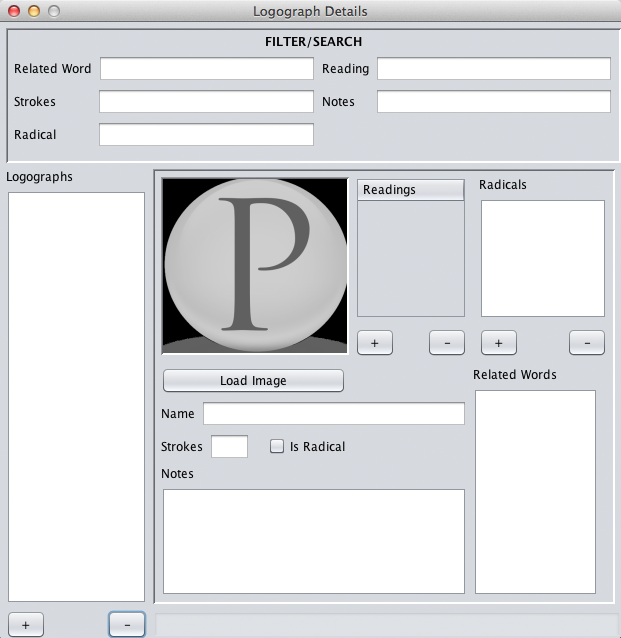 Logograph Details
FILTER/SEARCH
Related Word
Reading
Strokes
Notes
Radical
Logographs
P
Readings
Radicals
+
-
+
-
Load Image
Related Words
Name
Strokes
Is Radical
Notes
+
-